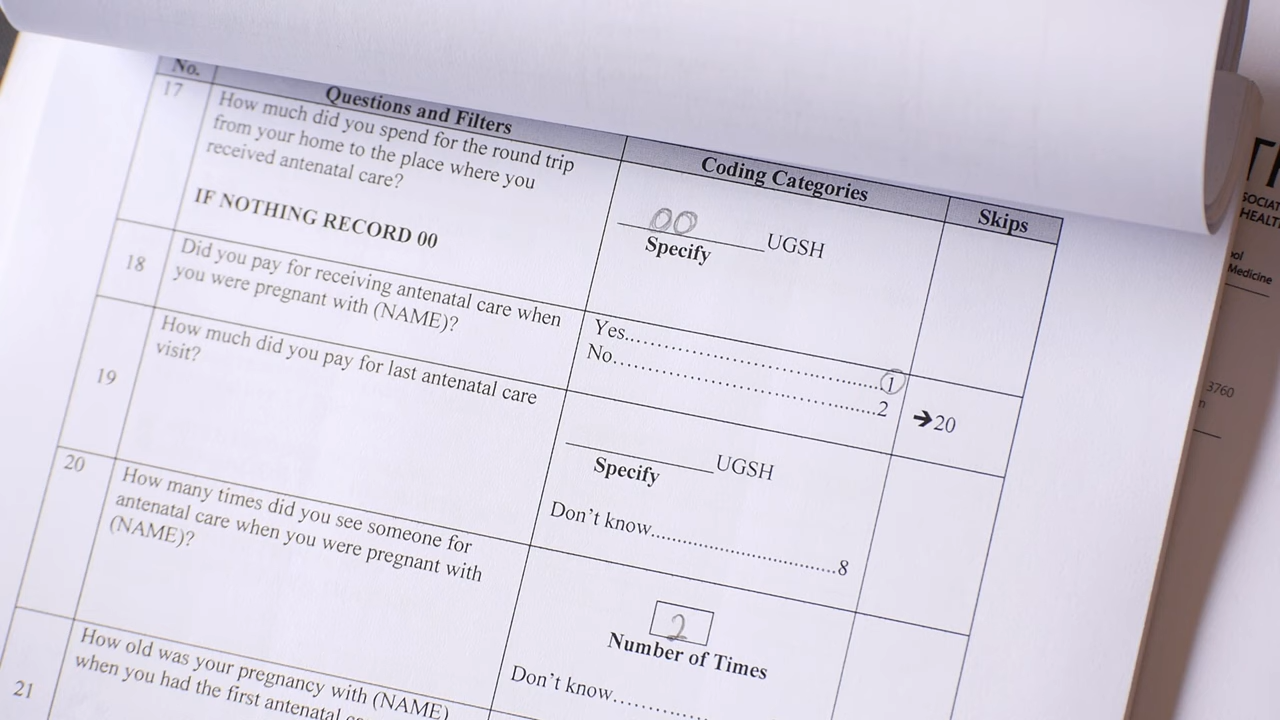 No.
Questions and Filters
Coding Categories
Skips
17
How much did you spend for the round trip
from your home to the place where you
received antenatal care?
IF NOTHING RECORD 00
00
UGSH
Specify
18
Did you pay for receiving antenatal care when
you were pregnant with (NAME)?
Yes..........................................1
No...........................................2
➔20
19
How much did you pay for last antenatal care
visit?
____________UGSH
Specify
Don't know................................8
20
How many times did you see someone for
antenatal care when you were pregnant with
(NAME)?
2
Number of Times
Don't know................
21
How old was your pregnancy with (NAME)
when you had the first antenatal
HEALT
Medicine
3760